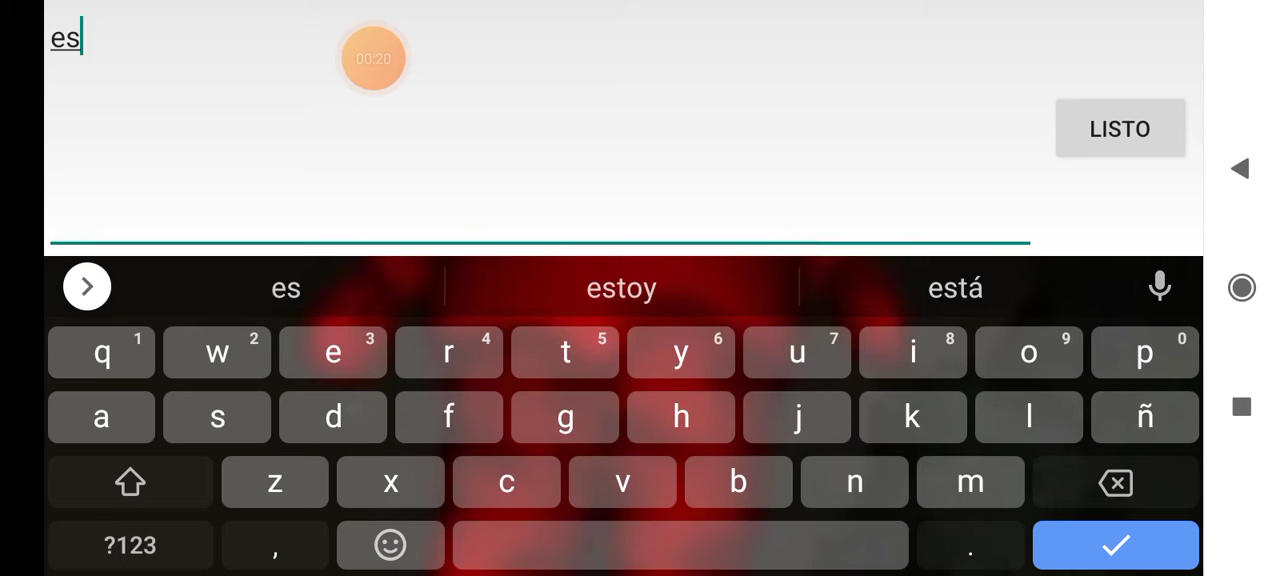 es
00:20
LISTO
es estoy está
q 1 w 2 e 3 r 4 t 5 y 6 u 7 i 8 o 9 p 0
a s d f g h j k l ñ
z x c v b n m
?123 , .